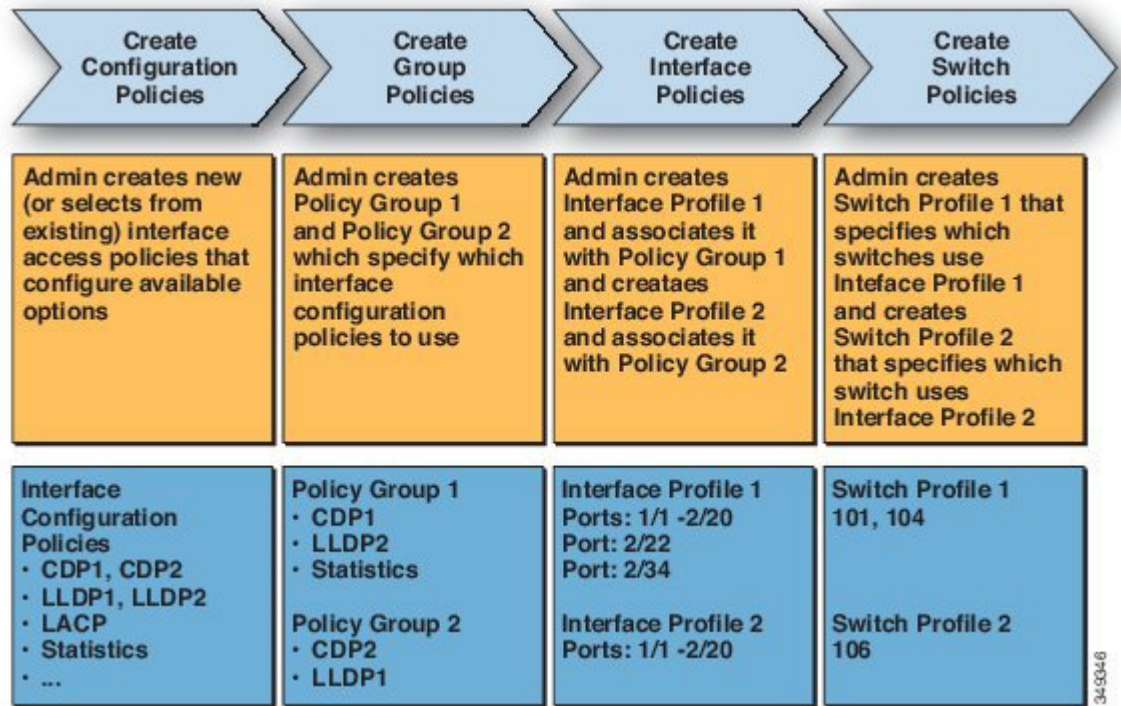 Create
Configuration
Policies
Create
Group
Policies
Create
Interface
Policies
Create
Switch
Policies
Admin creates new
(or selects from
existing) interface
access policies that
configure available
options
Admin creates
Policy Group 1
and Policy Group 2
which specify which
interface
configuration
policies to use
Admin creates
Interface Profile 1
and associates it
with Policy Group 1
and creataes
Interface Profile 2
and associates it
with Policy Group 2
Admin creates
Switch Profile 1 that
specifies which
switches use
Inteface Profile 1
and creates
Switch Profile 2
that specifies which
switch uses
Interface Profile 2
Interface
Configuration
Policies
· CDP1, CDP2
· LLDP1, LLDP2
· LACP
· Statistics
· ...
Policy Group 1
· CDP1
· LLDP2
· Statistics
Policy Group 2
· CDP2
· LLDP1
Interface Profile 1
Ports: 1/1 -2/20
Port: 2/22
Port: 2/34
Interface Profile 2
Ports: 1/1 -2/20
Switch Profile 1
101, 104
Switch Profile 2
106
349346